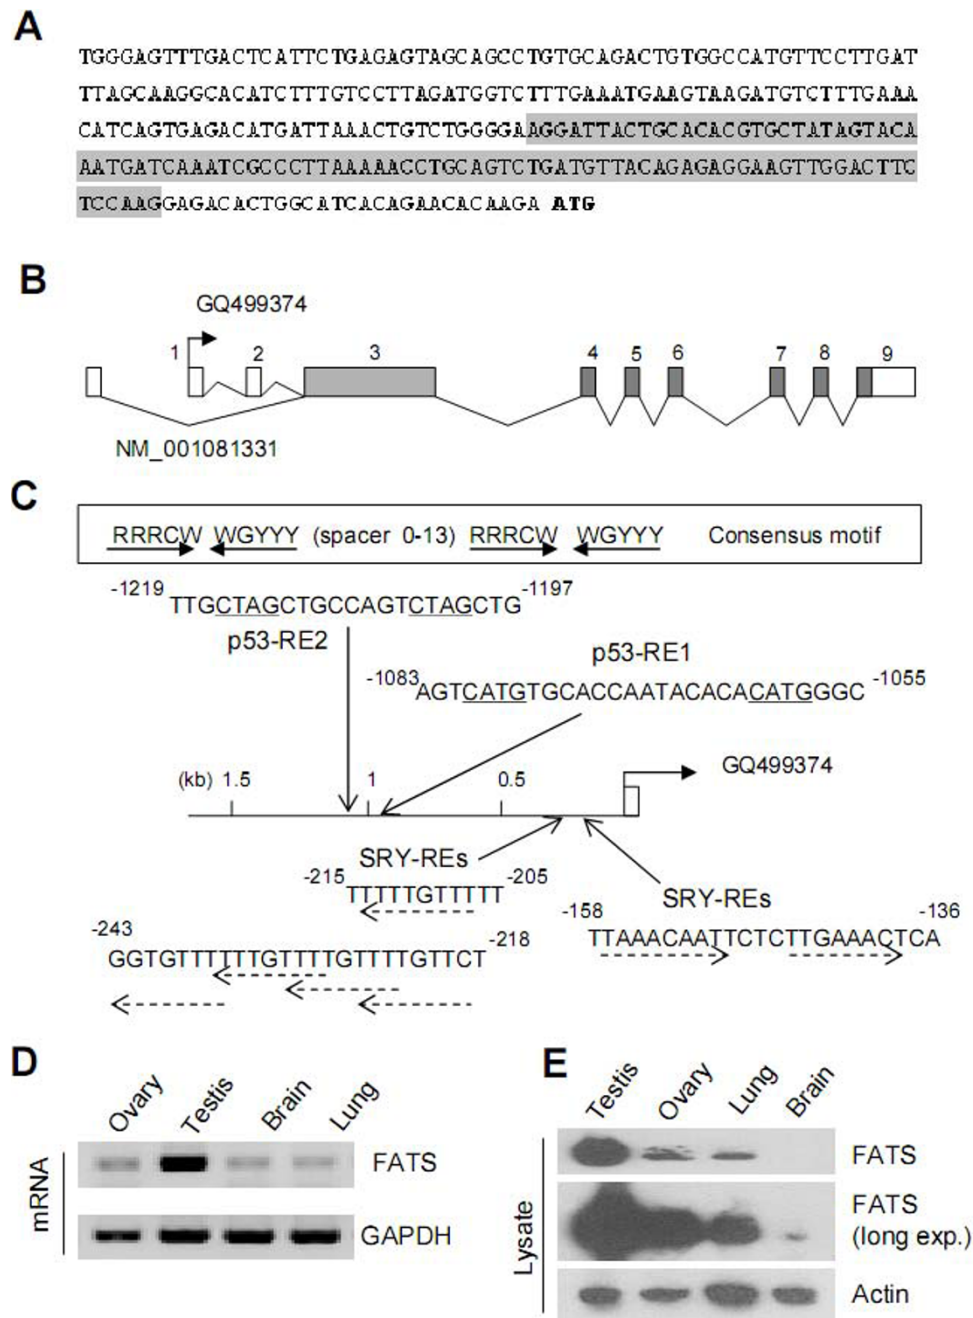 A
TGGGAGTTTGACTCATTCTGAGAGTAGCAGCCTGTGCAGACTGTGGCCATGTTCCTTGAT
TTAGCAAGGCACATCTTTGTCCTTAGATGGTCTTTGAAATGAAGTAAGATGTCTTTGAAA
CATCAGTGAGACATGATTAAACTGTCTGGGGAAGGATTACTGCACACGTGCTATAGTACA
AATGATCAAATCGCCCTTAAAAACCTGCAGTCTGATGTTACAGAGAGGAAGTTGGACTTC
TCCAAGGAGACACTGGCATCACAGAACACAAGA ATG
B
GQ499374
1 2 3 4 5 6 7 8 9
NM_001081331
C
RRRCW WGYYY (spacer 0-13) RRRCW WGYYY Consensus motif
-1219 TTGCTAGCTGCCAGTCTAGCTG -1197
p53-RE2
p53-RE1
-1083 AGTCATGTGCACCAATACACACATGGGC -1055
(kb) 1.5 1 0.5
GQ499374
SRY-REs
-215 TTTTTGTTTTT -205
SRY-REs
-158 TTAAACAATTCTCTTGAAACTCA -136
-243 GGTGTTTTTTGTTTTGTTTTGTTCT -218
D
Ovary Testis Brain Lung
mRNA
FATS
GAPDH
E
Testis Ovary Lung Brain
Lysate
FATS
FATS
(long exp.)
Actin